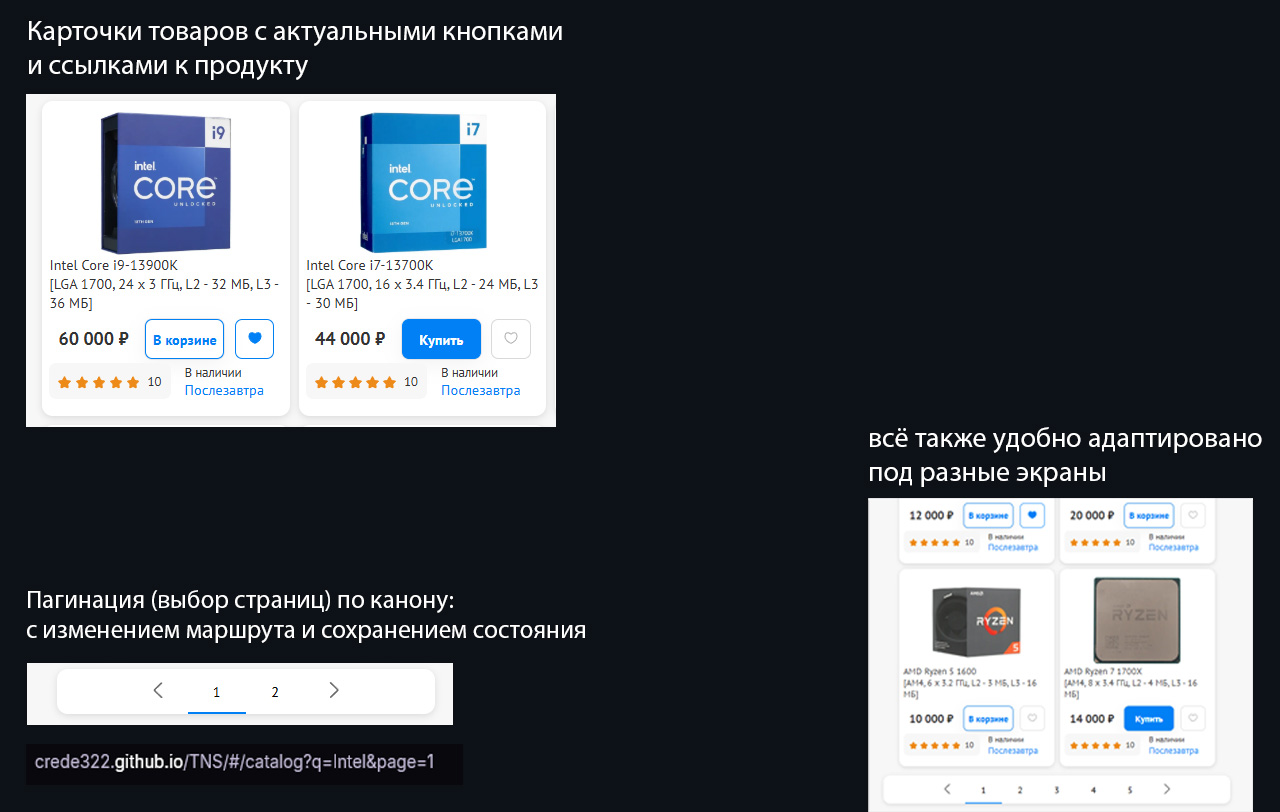 Карточки товаров с актуальными кнопками
и ссылками к продукту
i9
intel
CORE
UNLOCKED
i7
intel
CORE
UNLOCKED
i7-13700K
LGA1700
Intel Core i9-13900K
[LGA 1700, 24 x 3 ГГц, L2 - 32 МБ, L3 -
36 МБ]
60 000 ₽ В корзине
10 В наличии
Послезавтра
Intel Core i7-13700K
[LGA 1700, 16 x 3.4 ГГц, L2 - 24 МБ, L3
- 30 МБ]
44 000 ₽ Купить
10 В наличии
Послезавтра
всё также удобно адаптировано
под разные экраны
12 000 ₽ В корзине
10 В наличии
Послезавтра
20 000 ₽ В корзине
10 В наличии
Послезавтра
AMD
RYZEN
5
RYZEN
AMD Ryzen 5 1600
[AM4, 6 x 3.2 ГГц, L2 - 3 МБ, L3 - 16
МБ]
10 000 ₽ В корзине
10 В наличии
Послезавтра
AMD Ryzen 7 1700X
[AM4, 8 x 3.4 ГГц, L2 - 4 МБ, L3 - 16
МБ]
14 000 ₽ Купить
10 В наличии
Послезавтра
1 2 3 4 5
Пагинация (выбор страниц) по канону:
с изменением маршрута и сохранением состояния
1 2
crede322.github.io/TNS/#/catalog?q=Intel&page=1